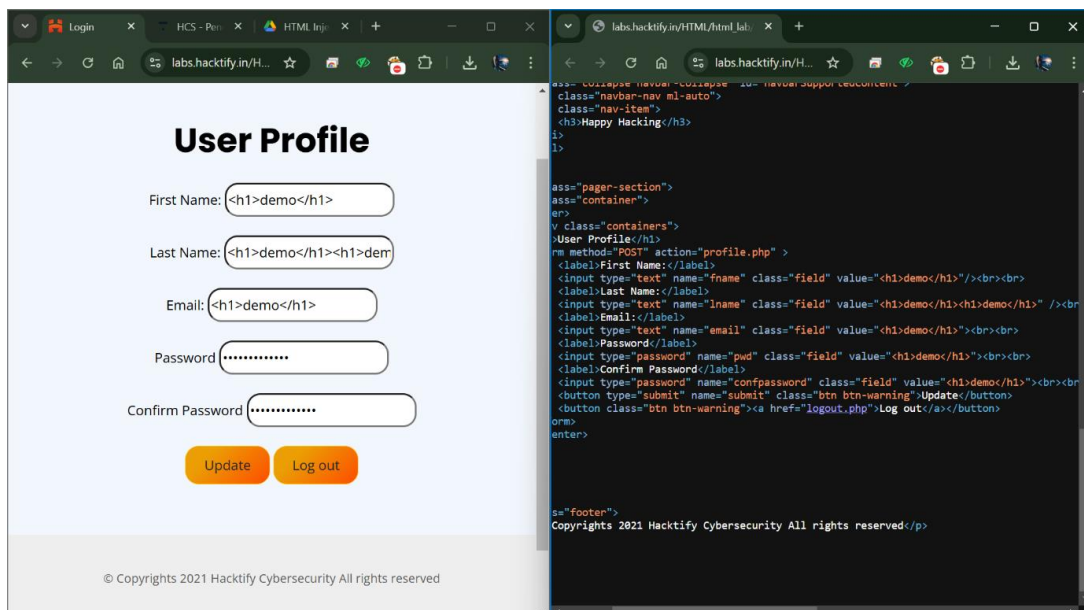 Login
HCS - Pen
HTML Inje
labs.hacktify.in/H...
User Profile
First Name: <h1>demo</h1>
Last Name: <h1>demo</h1><h1>dem
Email: <h1>demo</h1>
Password •••••••••••••
Confirm Password •••••••••••••
Update Log out
© Copyrights 2021 Hacktify Cybersecurity All rights reserved
labs.hacktify.in/HTML/html_lab/
labs.hacktify.in/H...
ass="collapse navbar-collapse" id="navbarSupportedContent">
class="navbar-nav ml-auto">
class="nav-item">
<h3>Happy Hacking</h3>
i>
l>
ass="pager-section">
ass="container">
er>
v class="containers">
>User Profile</h1>
rm method="POST" action="profile.php" >
<label>First Name:</label>
<input type="text" name="fname" class="field" value="<h1>demo</h1>"/><br><br>
<label>Last Name:</label>
<input type="text" name="lname" class="field" value="<h1>demo</h1><h1>demo</h1>" /><br
<label>Email:</label>
<input type="text" name="email" class="field" value="<h1>demo</h1>"><br><br>
<label>Password</label>
<input type="password" name="pwd" class="field" value="<h1>demo</h1>"><br><br>
<label>Confirm Password</label>
<input type="password" name="confpassword" class="field" value="<h1>demo</h1>"><br><br
<button type="submit" name="submit" class="btn btn-warning">Update</button>
<button class="btn btn-warning"><a href="logout.php">Log out</a></button>
orm>
enter>
s="footer">
Copyrights 2021 Hacktify Cybersecurity All rights reserved</p>